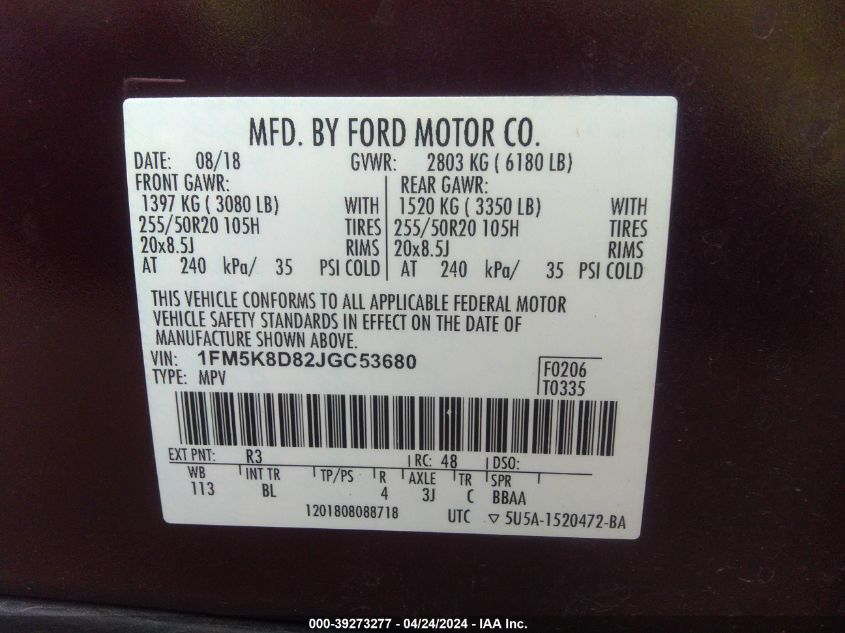 MFD. BY FORD MOTOR CO.
DATE: 08/18 GVWR: 2803 KG ( 6180 LB)
FRONT GAWR: REAR GAWR:
1397 KG ( 3080 LB) WITH 1520 KG ( 3350 LB) WITH
255/50R20 105H TIRES 255/50R20 105H TIRES
20x8.5J RIMS 20x8.5J RIMS
AT 240 kPa/ 35 PSI COLD AT 240 kPa/ 35 PSI COLD
THIS VEHICLE CONFORMS TO ALL APPLICABLE FEDERAL MOTOR
VEHICLE SAFETY STANDARDS IN EFFECT ON THE DATE OF
MANUFACTURE SHOWN ABOVE.
VIN: 1FM5K8D82JGC53680 F0206
TYPE: MPV T0335
EXT PNT: R3 RC: 48 DSO:
WB INT TR TP/PS R AXLE TR SPR
113 BL 4 3J C BBAA
1201808088718 UTC ▽ 5U5A-1520472-BA
000-39273277 - 04/24/2024 - IAA Inc.